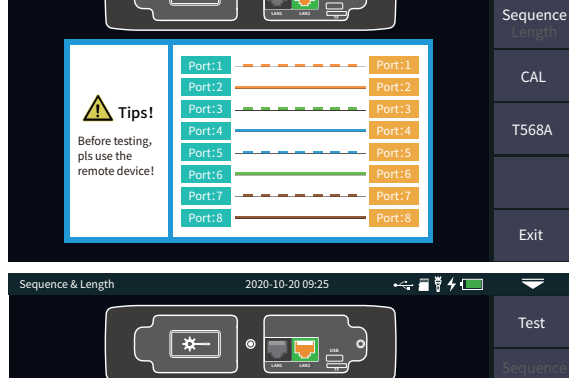 Sequence
Length
LAN1 LAN2
CAL
T568A
Exit
Tips!
Before testing,
pls use the
remote device!
Port:1 Port:1
Port:2 Port:2
Port:3 Port:3
Port:4 Port:4
Port:5 Port:5
Port:6 Port:6
Port:7 Port:7
Port:8 Port:8
Sequence & Length 2020-10-20 09:25
Test
Sequence
USB
LAN1 LAN2